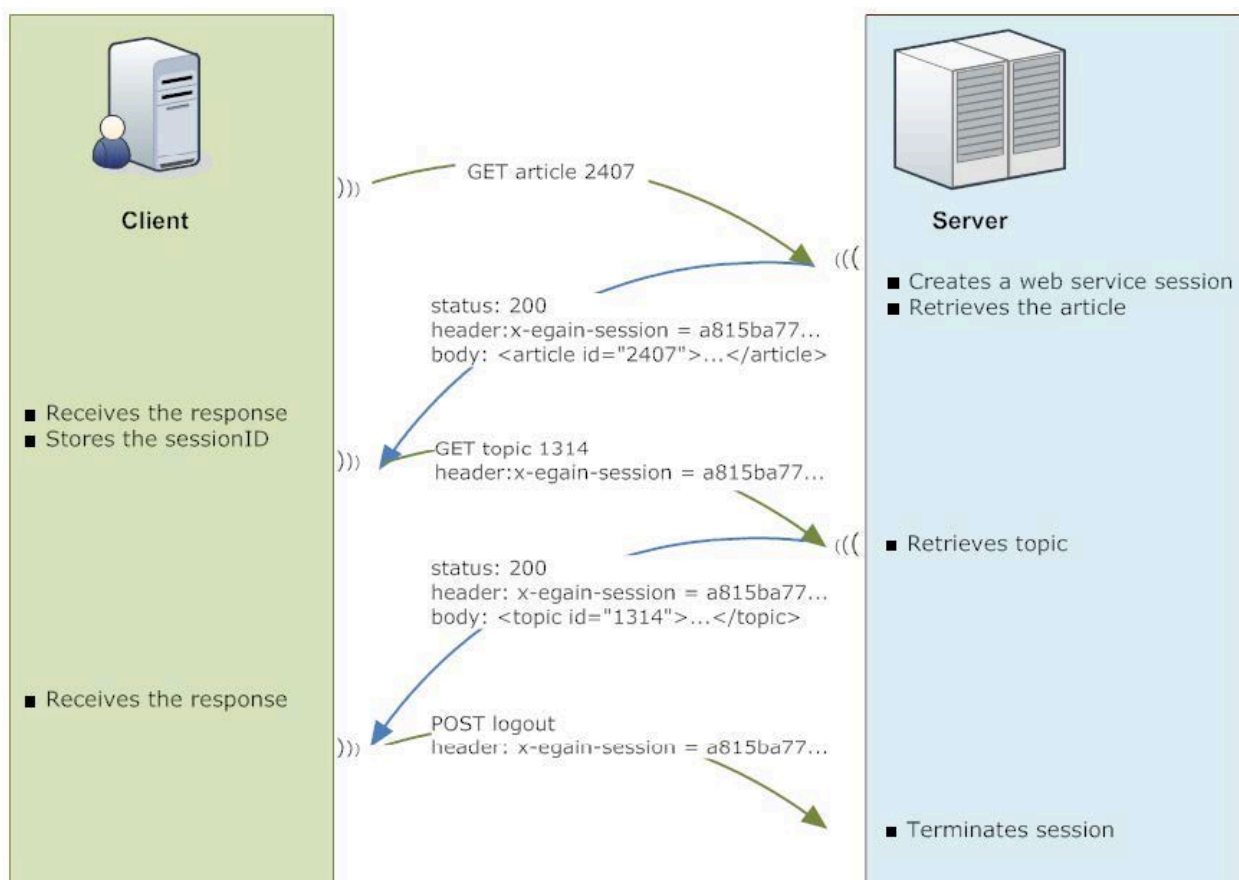 GET article 2407
Client
Server
■ Creates a web service session
■ Retrieves the article
status: 200
header:x-egain-session = a815ba77...
body: <article id="2407">...</article>
■ Receives the response
■ Stores the sessionID
GET topic 1314
header:x-egain-session = a815ba77...
■ Retrieves topic
status: 200
header: x-egain-session = a815ba77...
body: <topic id="1314">...</topic>
■ Receives the response
POST logout
header: x-egain-session = a815ba77...
■ Terminates session